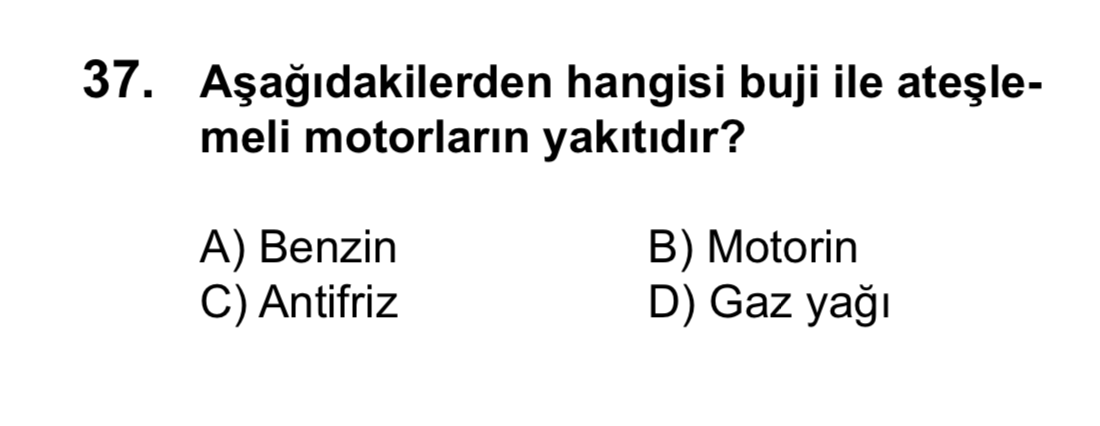 37. Aşağıdakilerden hangisi buji ile ateşle-
meli motorların yakıtıdır?
A) Benzin B) Motorin
C) Antifriz D) Gaz yağı